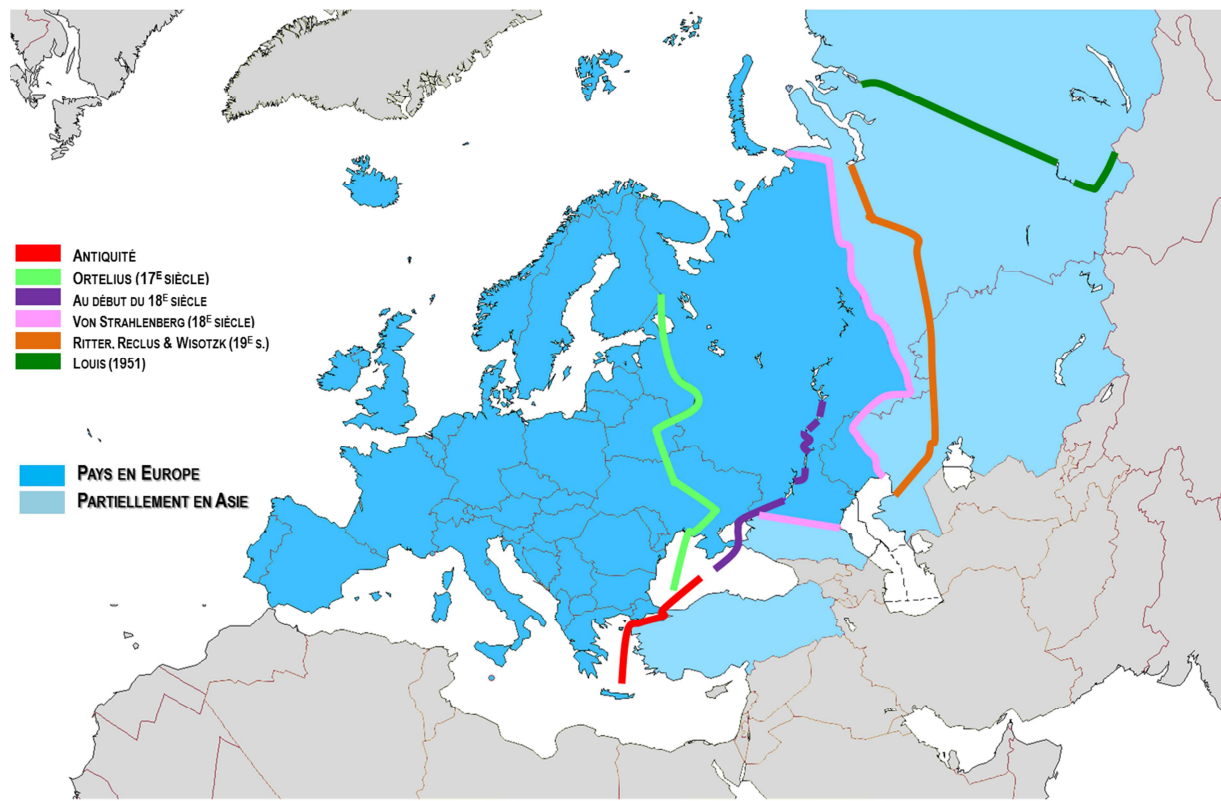 ANTIQUITÉ
ORTELIUS (17E SIÈCLE)
AU DÉBUT DU 18E SIÈCLE
VON STRAHLENBERG (18E SIÈCLE)
RITTER. RECLUS & WISOTZK (19E S.)
LOUIS (1951)
PAYS EN EUROPE
PARTIELLEMENT EN ASIE